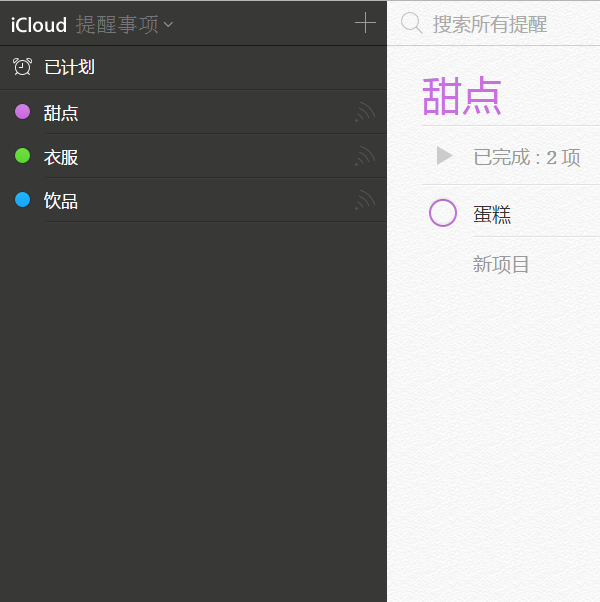 iCloud 提醒事项
已计划
甜点
衣服
饮品
搜索所有提醒
甜点
已完成 : 2 项
蛋糕
新项目